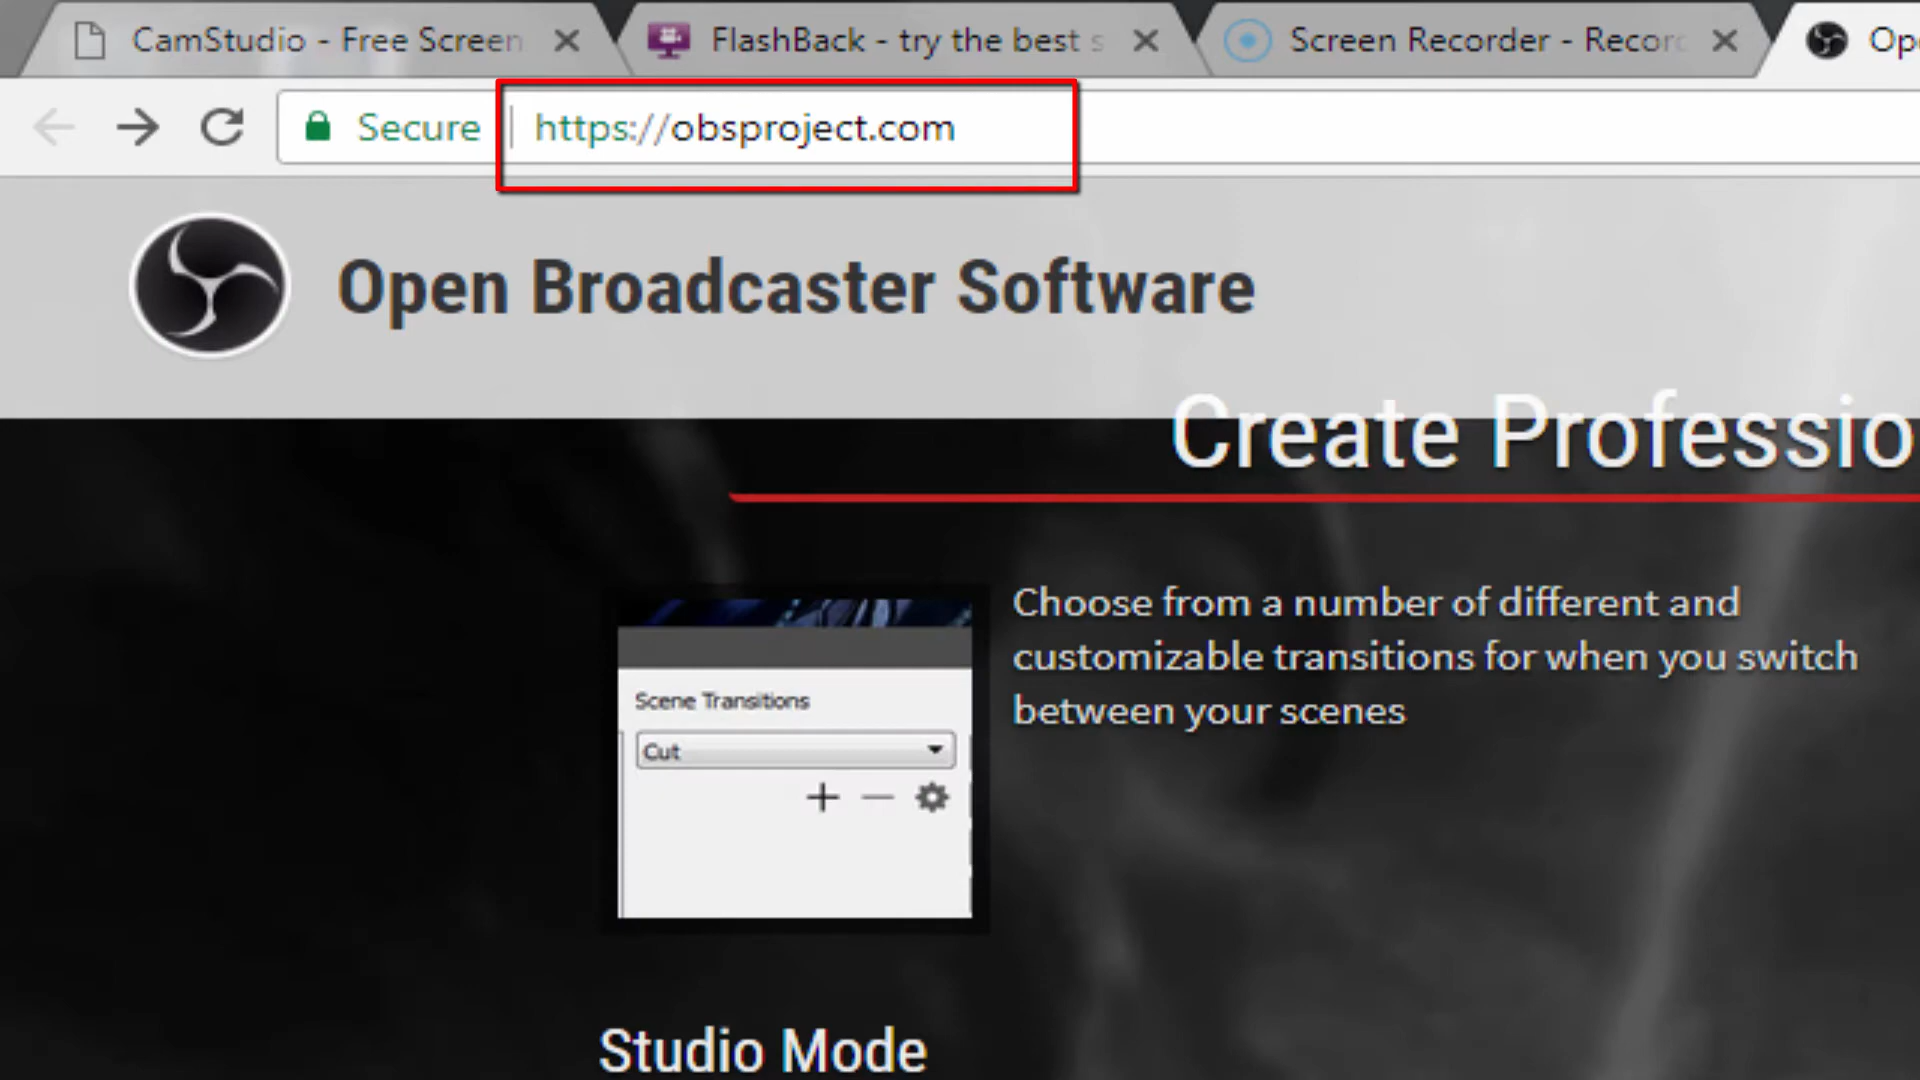 CamStudio - Free Screen
FlashBack - try the best s
Screen Recorder - Record
Ope
Secure
https://obsproject.com
Open Broadcaster Software
Create Professio
Choose from a number of different and
customizable transitions for when you switch
between your scenes
Scene Transitions
Cut
Studio Mode